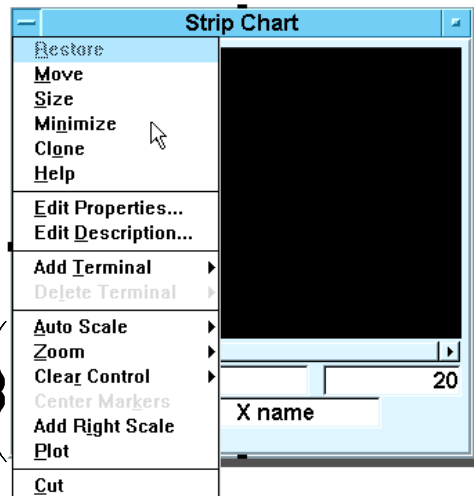 Strip Chart
Restore
Move
Size
Minimize
Clone
Help
Edit Properties...
Edit Description...
Add Terminal
Delete Terminal
Auto Scale
Zoom
Clear Control
20
Center Markers
X name
Add Right Scale
Plot
Cut